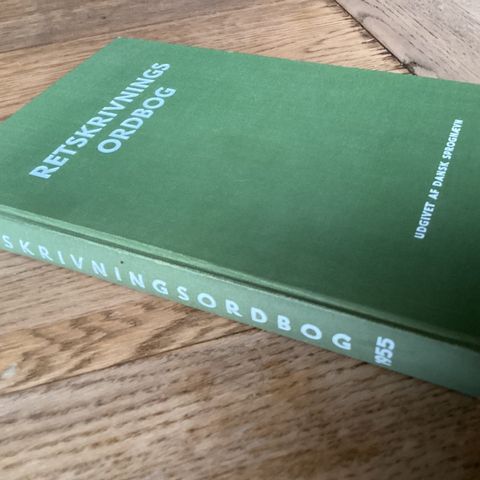 RETSKRIVNINGS
ORDBOG
UDGIVET AF DANSK SPROGNÆVN
SKRIVNINGSORDBOG 1955